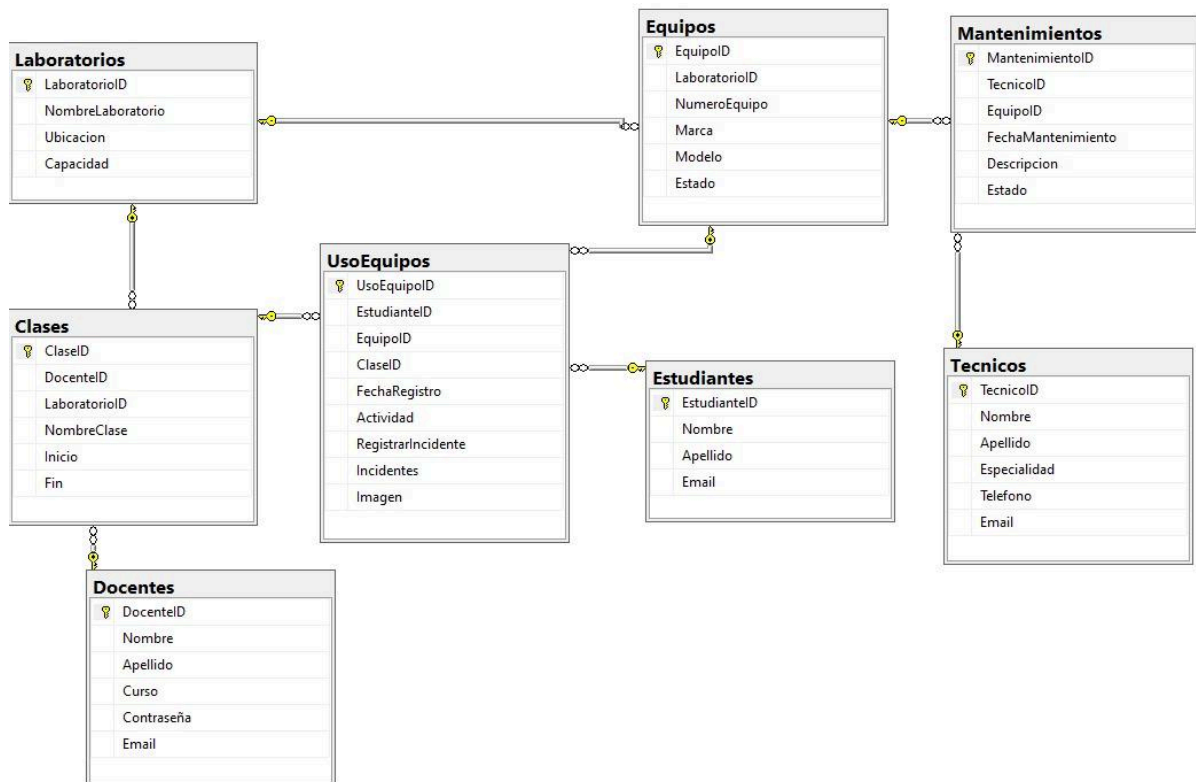 Laboratorios
LaboratorioID
NombreLaboratorio
Ubicacion
Capacidad
Equipos
EquipoID
LaboratorioID
NumeroEquipo
Marca
Modelo
Estado
Mantenimientos
MantenimientoID
TecnicoID
EquipoID
FechaMantenimiento
Descripcion
Estado
Clases
ClaseID
DocenteID
LaboratorioID
NombreClase
Inicio
Fin
UsoEquipos
UsoEquipoID
EstudianteID
EquipoID
ClaseID
FechaRegistro
Actividad
RegistrarIncidente
Incidentes
Imagen
Estudiantes
EstudianteID
Nombre
Apellido
Email
Tecnicos
TecnicoID
Nombre
Apellido
Especialidad
Telefono
Email
Docentes
DocenteID
Nombre
Apellido
Curso
Contraseña
Email